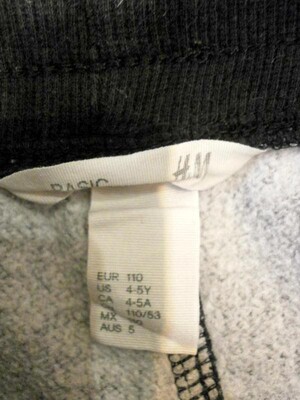 BASIC H&M
EUR 110
US 4-5Y
CA 4-5A
MX 110/53
AUS 5